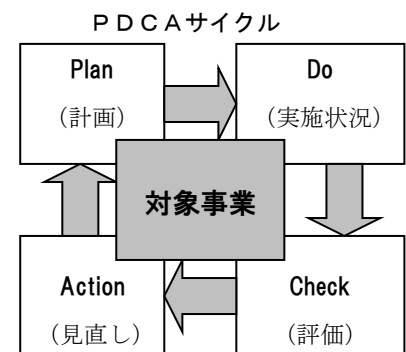 ＰＤＣＡサイクル
Plan
（計画）
Do
（実施状況）
対象事業
Action
（見直し）
Check
（評価）